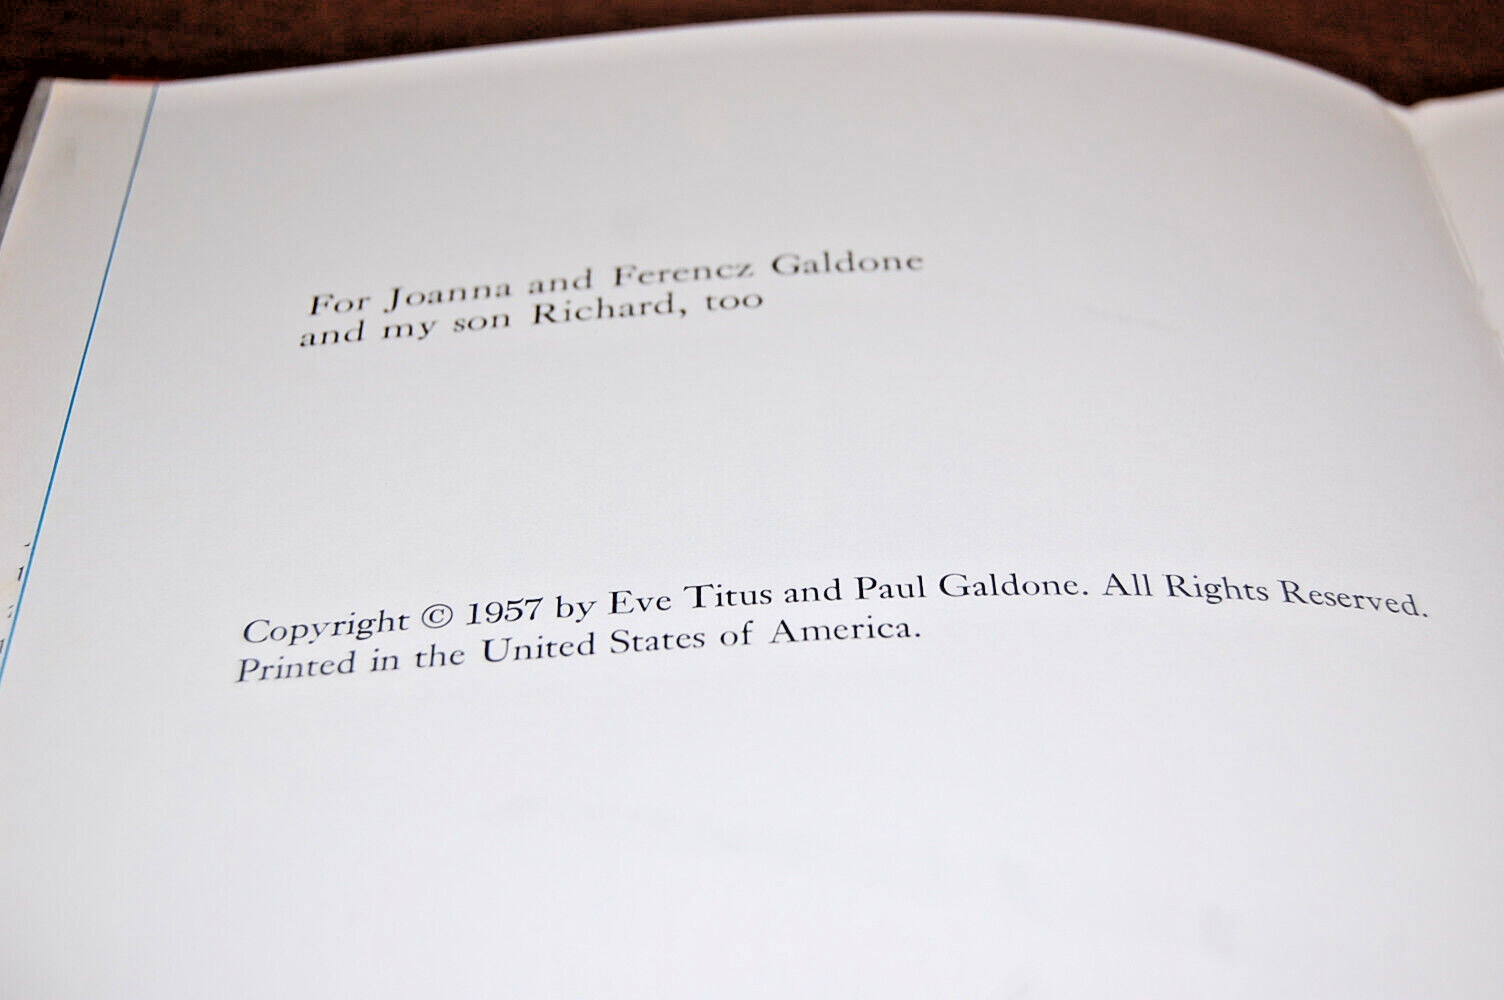 For Joanna and Ferencz Galdone
and my son Richard, too
Copyright © 1957 by Eve Titus and Paul Galdone. All Rights Reserved.
Printed in the United States of America.